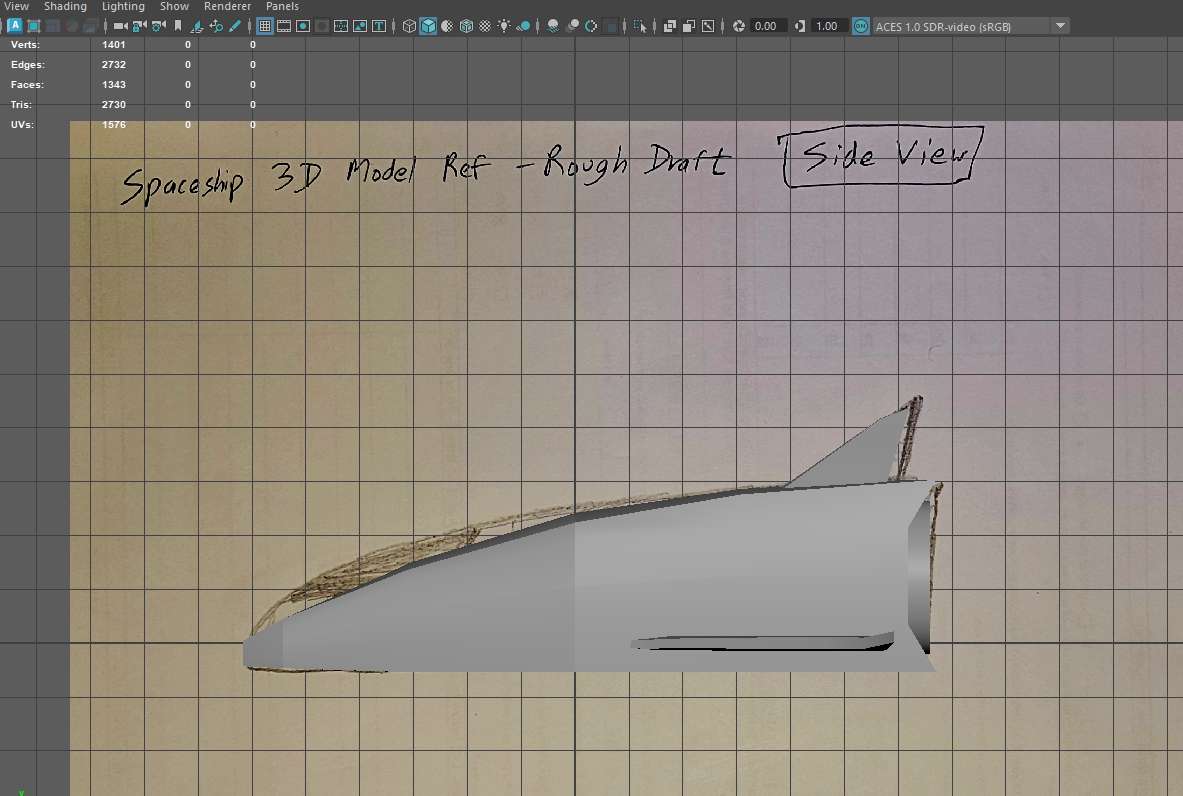 View Shading Lighting Show Renderer Panels
A T 0.00 1.00 ON ACES 1.0 SDR-video (sRGB)
Verts: 1401 0 0
Edges: 2732 0 0
Faces: 1343 0 0
Tris: 2730 0 0
UVs: 1576 0 0
Spaceship 3D Model Ref - Rough Draft Side View
y